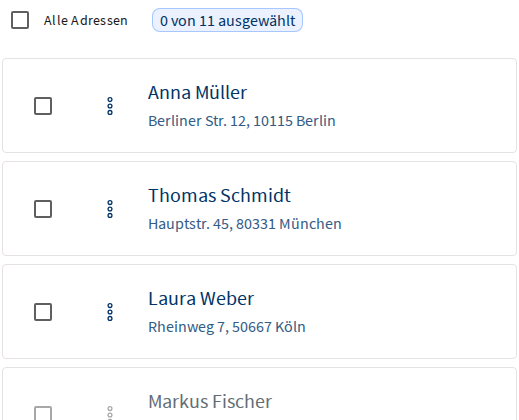 Alle Adressen 0 von 11 ausgewählt
Anna Müller
Berliner Str. 12, 10115 Berlin
Thomas Schmidt
Hauptstr. 45, 80331 München
Laura Weber
Rheinweg 7, 50667 Köln
Markus Fischer